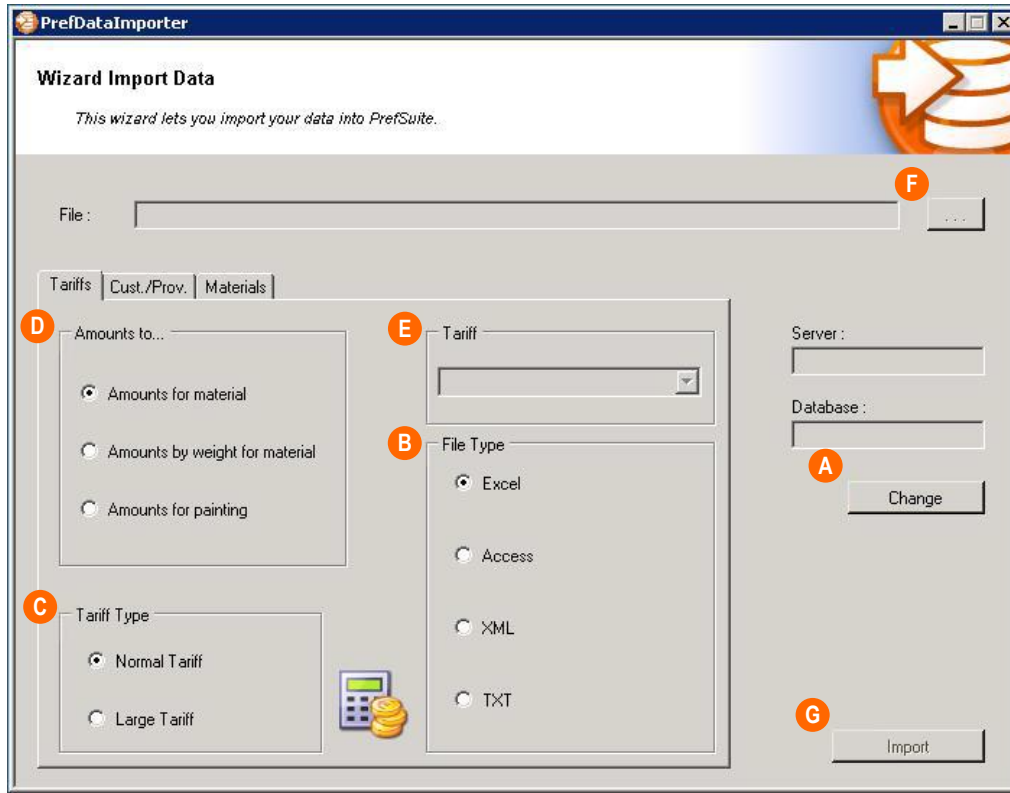 PrefDataImporter
Wizard Import Data
This wizard lets you import your data into PrefSuite.
F
File :
...
Tariffs Cust./Prov. Materials
D
Amounts to...
Amounts for material
Amounts by weight for material
Amounts for painting
E
Tariff
Server :
Database :
B
File Type
Excel
Access
XML
TXT
A
Change
C
Tariff Type
Normal Tariff
Large Tariff
G
Import